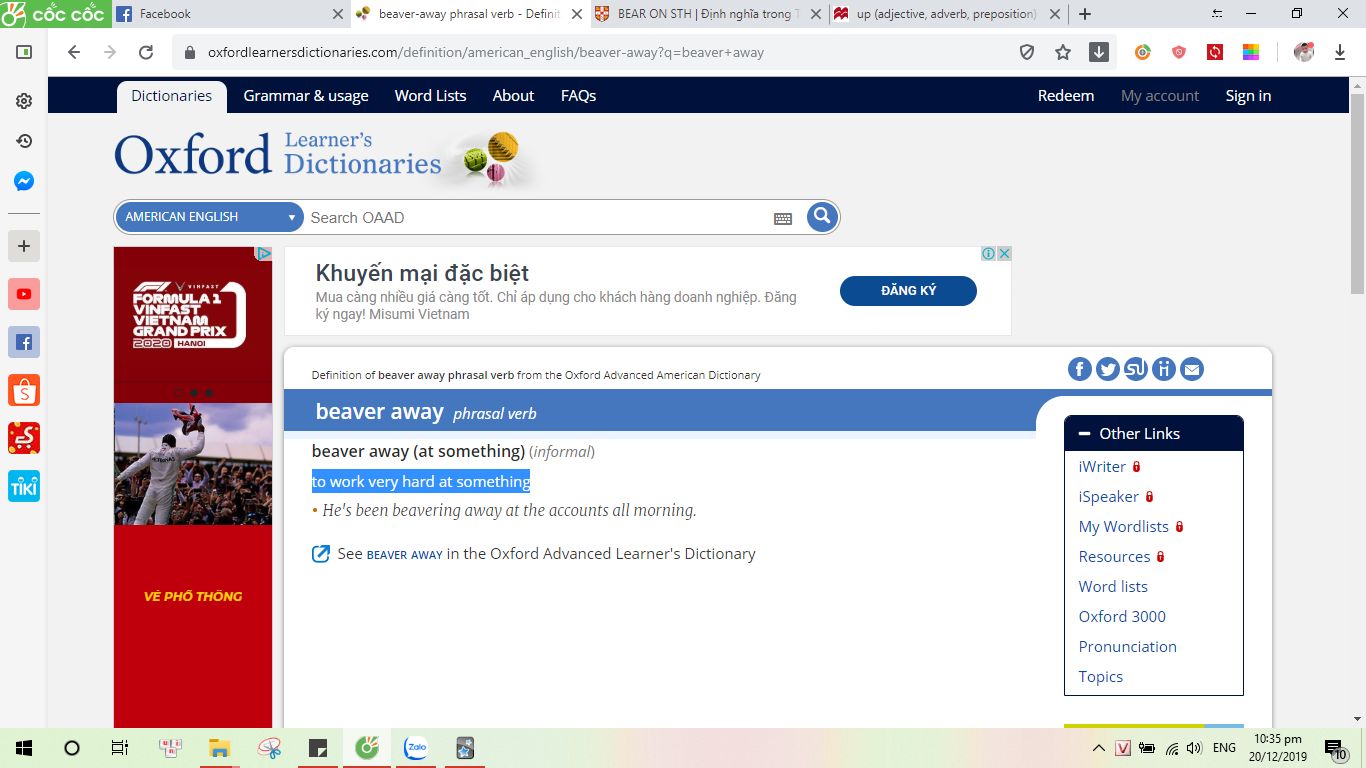 cốc cốc
Facebook
beaver-away phrasal verb - Definit
BEAR ON STH | Định nghĩa trong T
up (adjective, adverb, preposition)
oxfordlearnersdictionaries.com/definition/american_english/beaver-away?q=beaver+away
Dictionaries Grammar & usage Word Lists About FAQs Redeem My account Sign in
Oxford Learner's Dictionaries
AMERICAN ENGLISH Search OAAD
VINFAST
FORMULA 1
VINFAST
VIETNAM
GRAND PRIX
2020 HANOI
Khuyến mại đặc biệt
Mua càng nhiều giá càng tốt. Chỉ áp dụng cho khách hàng doanh nghiệp. Đăng
ký ngay! Misumi Vietnam
ĐĂNG KÝ
Definition of beaver away phrasal verb from the Oxford Advanced American Dictionary
beaver away phrasal verb
beaver away (at something) (informal)
to work very hard at something
• He's been beavering away at the accounts all morning.
See BEAVER AWAY in the Oxford Advanced Learner's Dictionary
Other Links
iWriter
iSpeaker
My Wordlists
Resources
Word lists
Oxford 3000
Pronunciation
Topics
VÉ PHỔ THÔNG
TIKI
Zalo
ENG
10:35 pm
20/12/2019
10